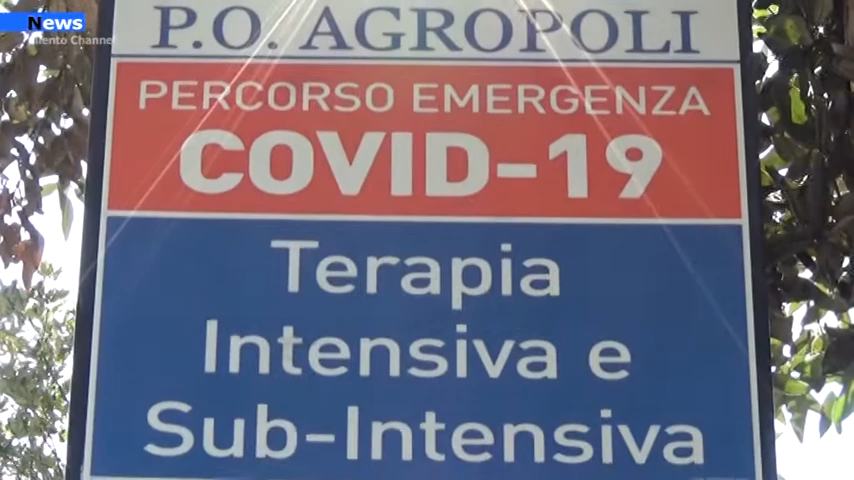 News
Cilento Channel
P.O. AGROPOLI
PERCORSO EMERGENZA
COVID-19
Terapia
Intensiva e
Sub-Intensiva